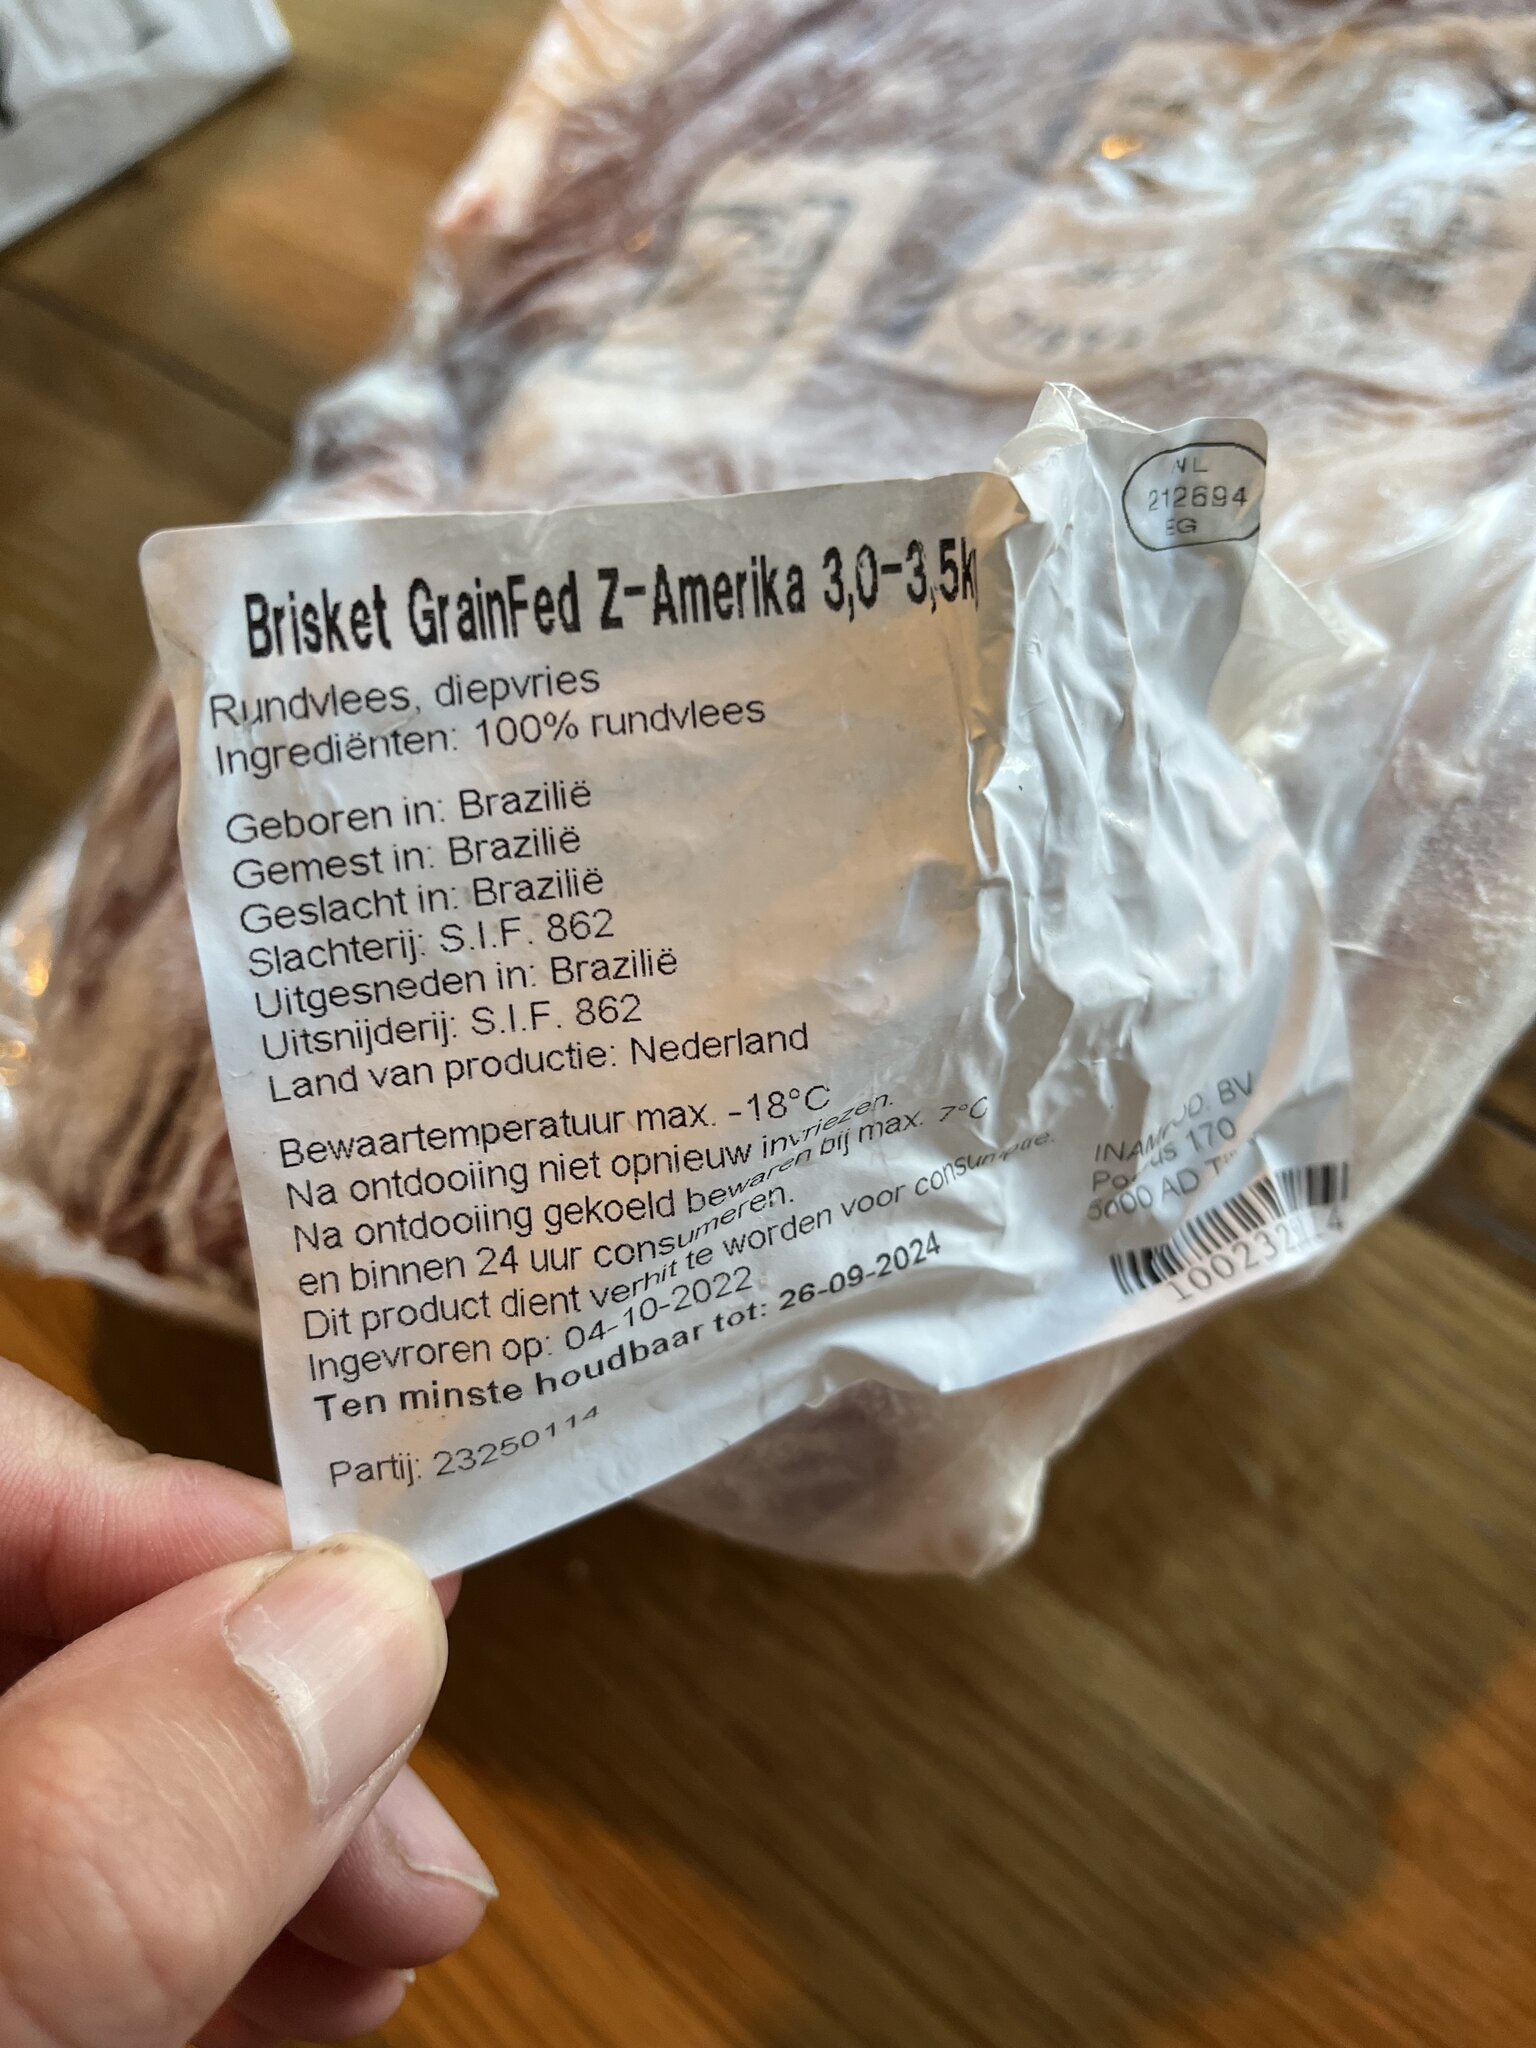 NL
212694
EG
Brisket GrainFed Z-Amerika 3,0-3,5k
Rundvlees, diepvries
Ingrediënten: 100% rundvlees
Geboren in: Brazilië
Gemest in: Brazilië
Geslacht in: Brazilië
Slachterij: S.I.F. 862
Uitgesneden in: Brazilië
Uitsnijderij: S.I.F. 862
Land van productie: Nederland
Bewaartemperatuur max. -18°C
Na ontdooiing niet opnieuw invriezen.
Na ontdooiing gekoeld bewaren bij max. 7°C
en binnen 24 uur consumeren.
Dit product dient verhit te worden voor consumptie.
Ingevroren op: 04-10-2022
Ten minste houdbaar tot: 26-09-2024
Partij: 23250114
BV
170
AD